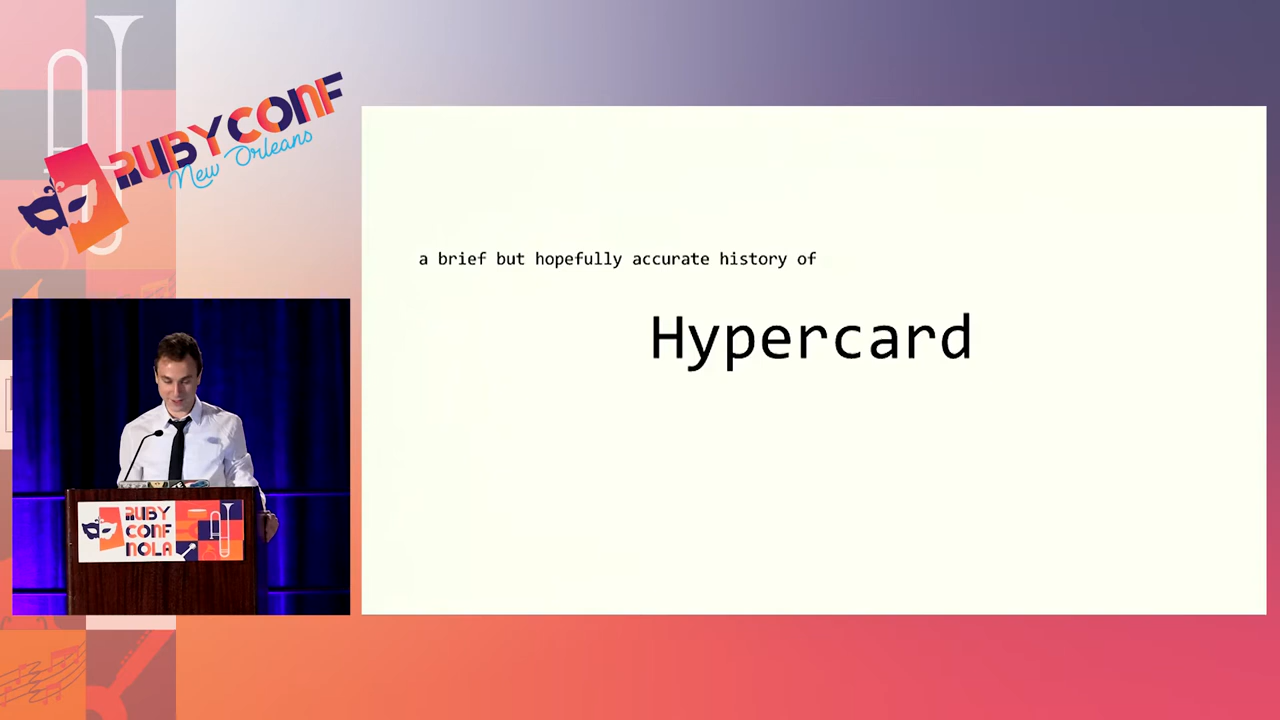 RUBYCONF
New Orleans
a brief but hopefully accurate history of
Hypercard
RUBY
CONF
NOLA